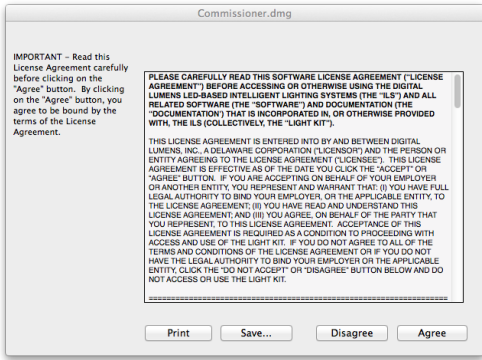 Commissioner.dmg
IMPORTANT - Read this
License Agreement carefully
before clicking on the
"Agree" button.  By clicking
on the "Agree" button, you
agree to be bound by the
terms of the License
Agreement.
PLEASE CAREFULLY READ THIS SOFTWARE LICENSE AGREEMENT ("LICENSE
AGREEMENT") BEFORE ACCESSING OR OTHERWISE USING THE DIGITAL
LUMENS LED-BASED INTELLIGENT LIGHTING SYSTEMS (THE "ILS") AND ALL
RELATED SOFTWARE (THE "SOFTWARE") AND DOCUMENTATION (THE
"DOCUMENTATION') THAT IS INCORPORATED IN, OR OTHERWISE PROVIDED
WITH, THE ILS (COLLECTIVELY, THE "LIGHT KIT").
THIS LICENSE AGREEMENT IS ENTERED INTO BY AND BETWEEN DIGITAL
LUMENS, INC., A DELAWARE CORPORATION ("LICENSOR") AND THE PERSON OR
ENTITY AGREEING TO THE LICENSE AGREEMENT ("LICENSEE").  THIS LICENSE
AGREEMENT IS EFFECTIVE AS OF THE DATE YOU CLICK THE "ACCEPT" OR
"AGREE" BUTTON.  IF YOU ARE ACCEPTING ON BEHALF OF YOUR EMPLOYER
OR ANOTHER ENTITY, YOU REPRESENT AND WARRANT THAT: (I) YOU HAVE FULL
LEGAL AUTHORITY TO BIND YOUR EMPLOYER, OR THE APPLICABLE ENTITY, TO
THE LICENSE AGREEMENT; (II) YOU HAVE READ AND UNDERSTAND THIS
LICENSE AGREEMENT; AND (III) YOU AGREE, ON BEHALF OF THE PARTY THAT
YOU REPRESENT, TO THIS LICENSE AGREEMENT.  ACCEPTANCE OF THIS
LICENSE AGREEMENT IS REQUIRED AS A CONDITION TO PROCEEDING WITH
ACCESS AND USE OF THE LIGHT KIT.  IF YOU DO NOT AGREE TO ALL OF THE
TERMS AND CONDITIONS OF THE LICENSE AGREEMENT OR IF YOU DO NOT
HAVE THE LEGAL AUTHORITY TO BIND YOUR EMPLOYER OR THE APPLICABLE
ENTITY, CLICK THE "DO NOT ACCEPT" OR "DISAGREE" BUTTON BELOW AND DO
NOT ACCESS OR USE THE LIGHT KIT.
====================================================================
Print Save... Disagree Agree